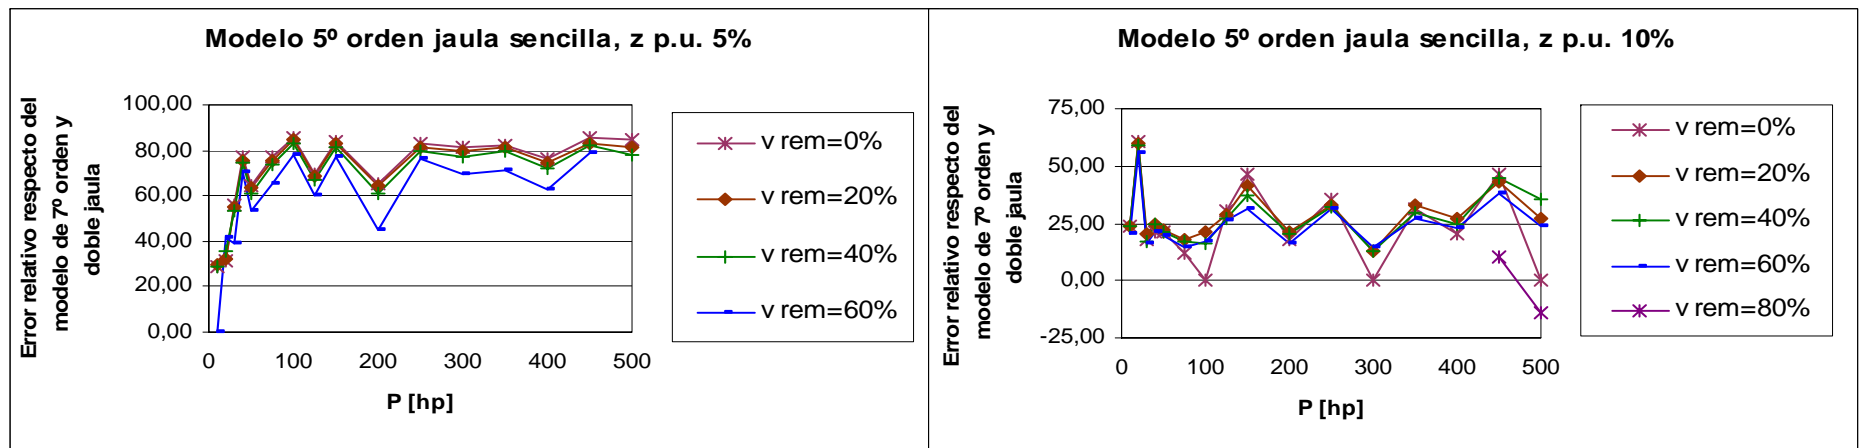 Modelo 5º orden jaula sencilla, z p.u. 5%
Error relativo respecto del
modelo de 7º orden y
doble jaula
100,00
80,00
60,00
40,00
20,00
0,00
0 100 200 300 400 500
P [hp]
v rem=0%
v rem=20%
v rem=40%
v rem=60%
Modelo 5º orden jaula sencilla, z p.u. 10%
Error relativo respecto del
modelo de 7º orden y
doble jaula
75,00
50,00
25,00
0,00
-25,00
0 100 200 300 400 500
P [hp]
v rem=0%
v rem=20%
v rem=40%
v rem=60%
v rem=80%